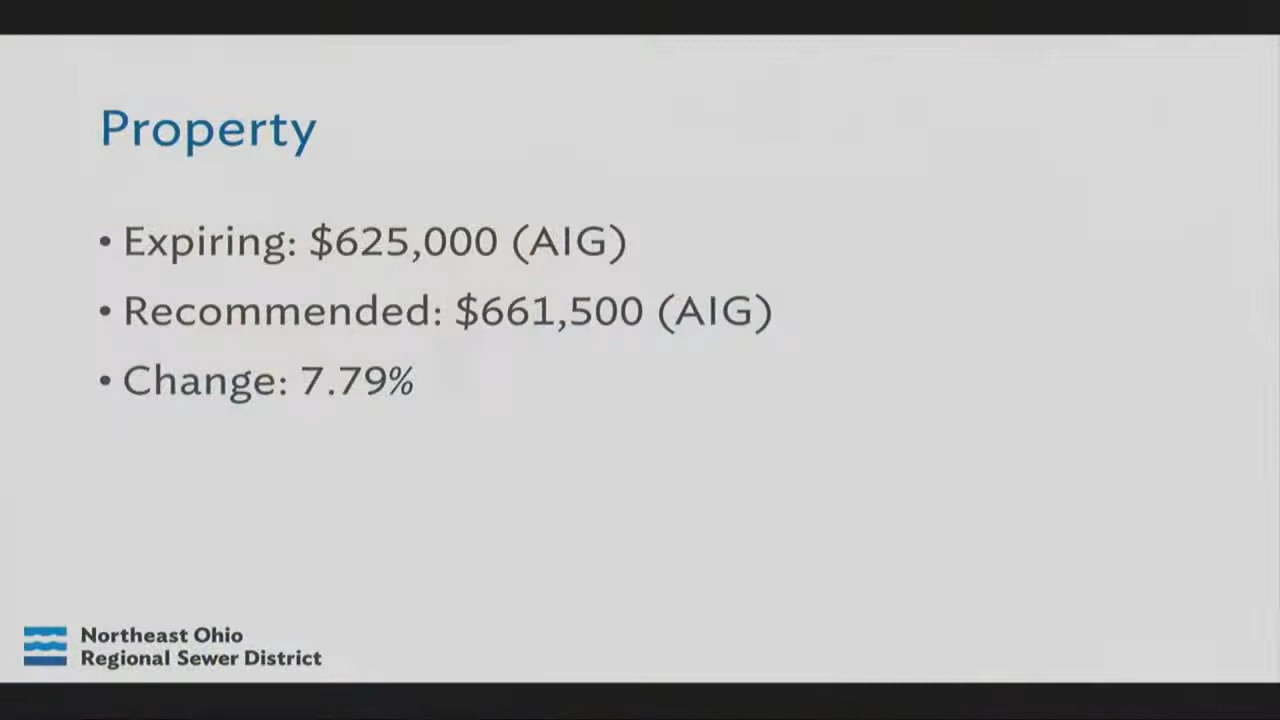 Property
• Expiring: $625,000 (AIG)
• Recommended: $661,500 (AIG)
• Change: 7.79%
Northeast Ohio
Regional Sewer District